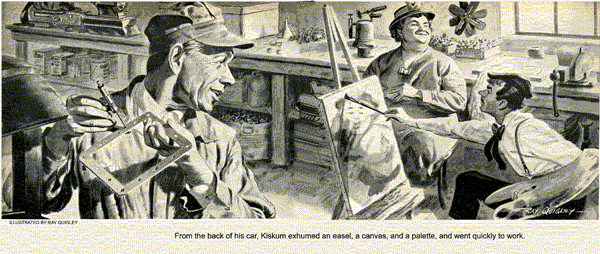 RAY QUIGLEY
ILLUSTRATED BY RAY QUIGLEY
From the back of his car, Kiskum exhumed an easel, a canvas, and a palette, and went quickly to work.